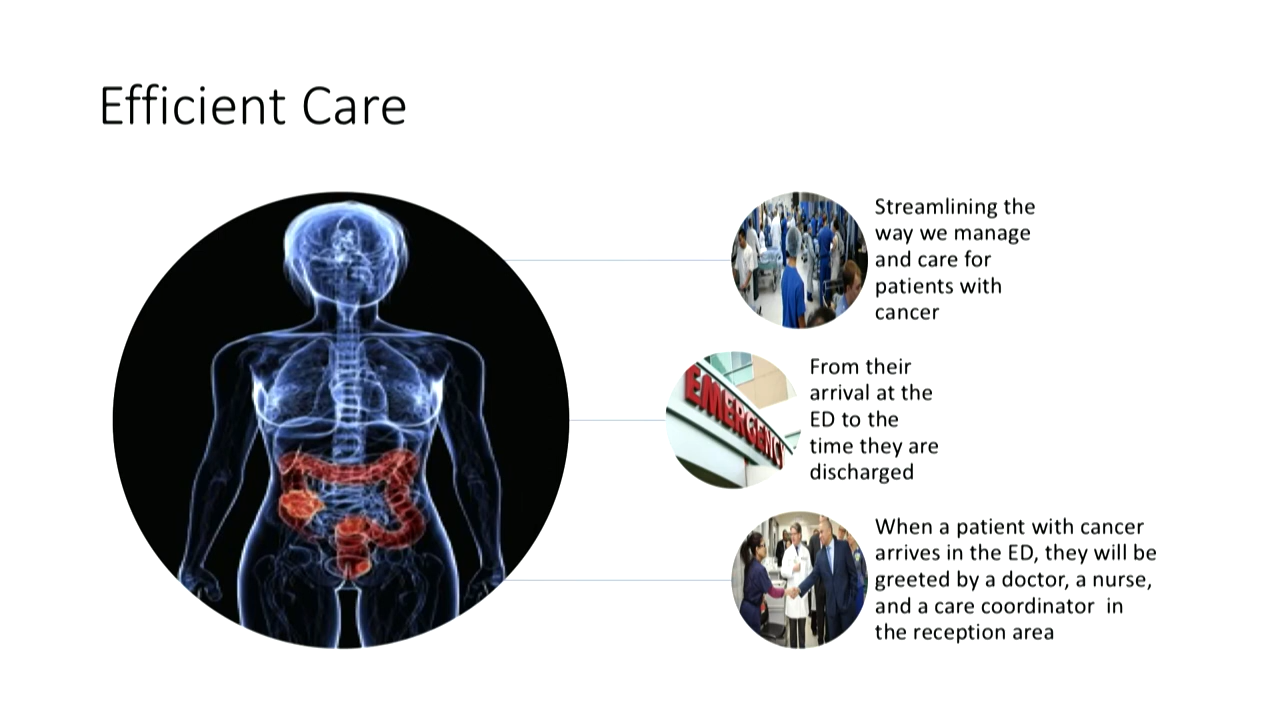 Efficient Care
Streamlining the
way we manage
and care for
patients with
cancer
EMERGENCY
From their
arrival at the
ED to the
time they are
discharged
When a patient with cancer
arrives in the ED, they will be
greeted by a doctor, a nurse,
and a care coordinator  in
the reception area